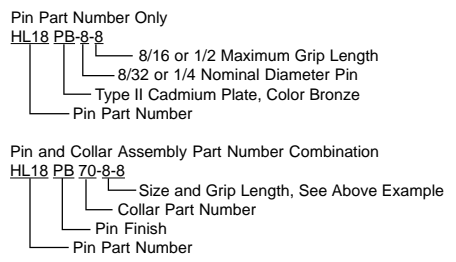 Pin Part Number Only
HL18 PB-8-8
8/16 or 1/2 Maximum Grip Length
8/32 or 1/4 Nominal Diameter Pin
Type II Cadmium Plate, Color Bronze
Pin Part Number
Pin and Collar Assembly Part Number Combination
HL18 PB 70-8-8
Size and Grip Length, See Above Example
Collar Part Number
Pin Finish
Pin Part Number